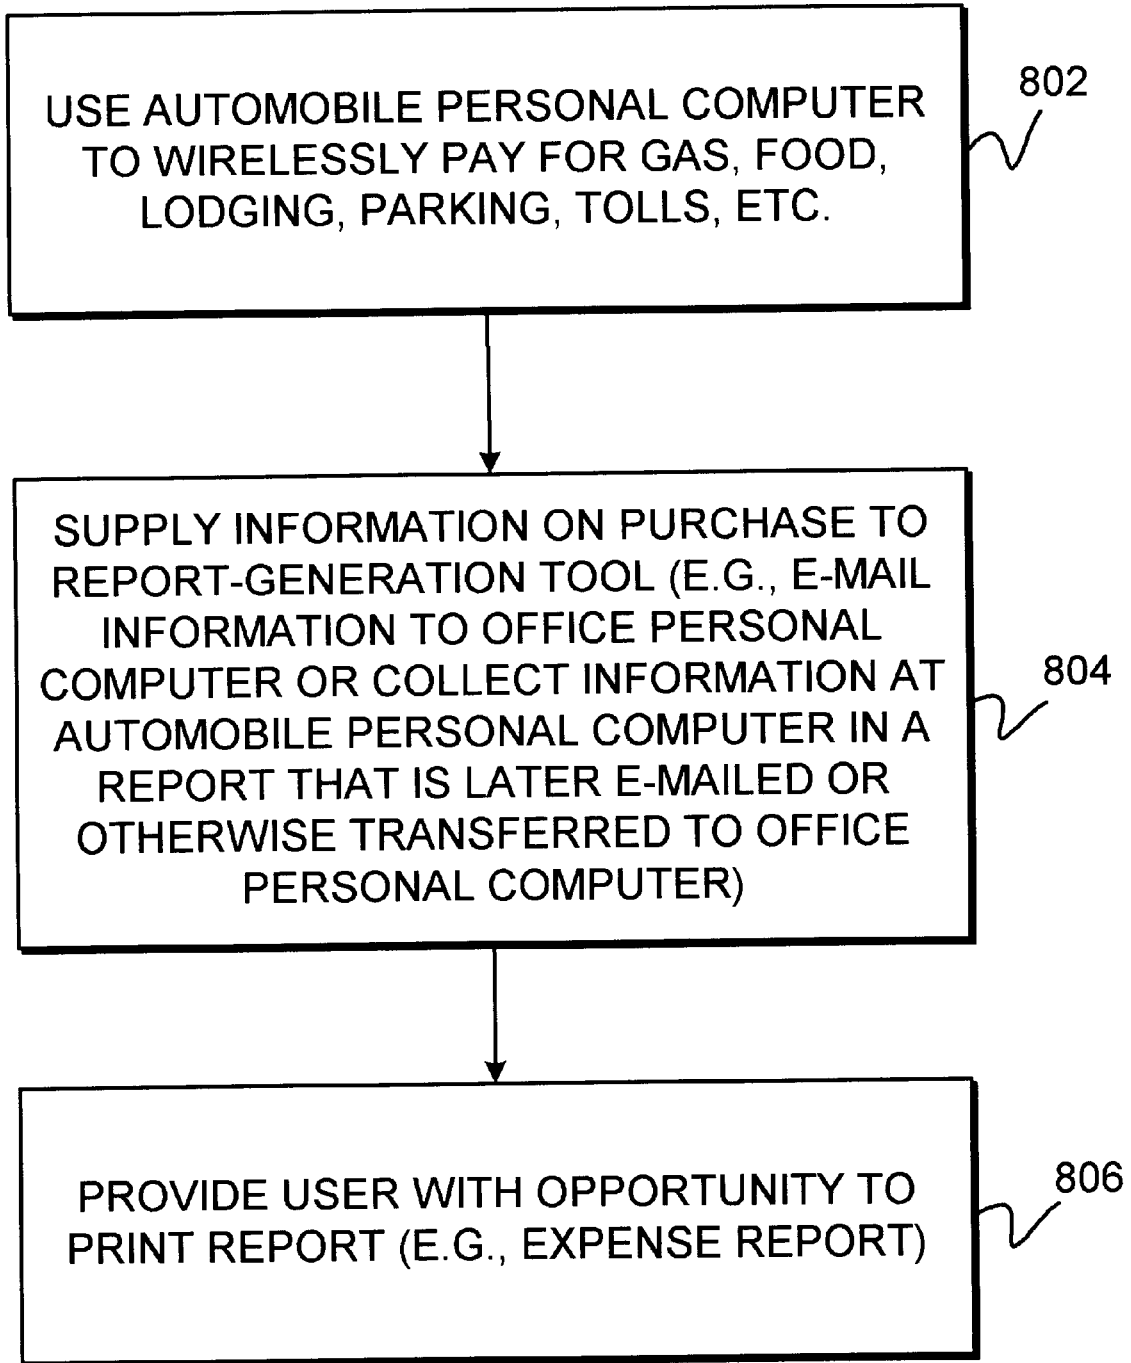 USE AUTOMOBILE PERSONAL COMPUTER
TO WIRELESSLY PAY FOR GAS, FOOD,
LODGING, PARKING, TOLLS, ETC.
802
SUPPLY INFORMATION ON PURCHASE TO
REPORT-GENERATION TOOL (E.G., E-MAIL
INFORMATION TO OFFICE PERSONAL
COMPUTER OR COLLECT INFORMATION AT
AUTOMOBILE PERSONAL COMPUTER IN A
REPORT THAT IS LATER E-MAILED OR
OTHERWISE TRANSFERRED TO OFFICE
PERSONAL COMPUTER)
804
PROVIDE USER WITH OPPORTUNITY TO
PRINT REPORT (E.G., EXPENSE REPORT)
806